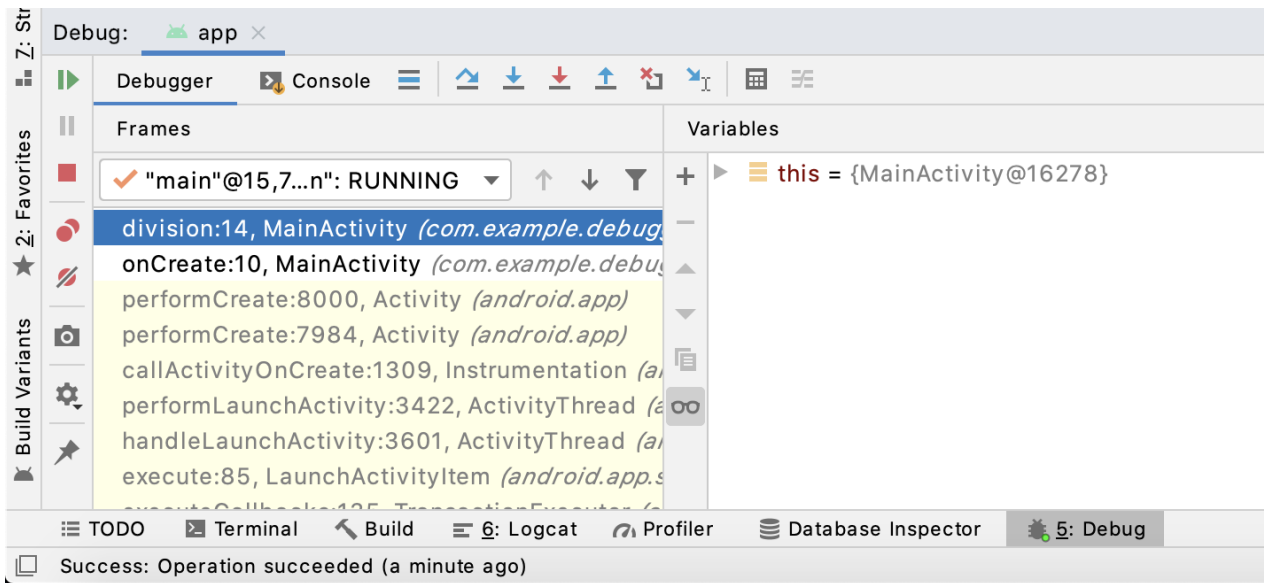 Debug: app
Debugger Console
Frames
Variables
"main"@15,7...n": RUNNING
this = {MainActivity@16278}
division:14, MainActivity (com.example.debug
onCreate:10, MainActivity (com.example.debu
performCreate:8000, Activity (android.app)
performCreate:7984, Activity (android.app)
callActivityOnCreate:1309, Instrumentation (a
performLaunchActivity:3422, ActivityThread (a
handleLaunchActivity:3601, ActivityThread (a
execute:85, LaunchActivityItem (android.app.s
Z: Str
2: Favorites
Build Variants
TODO Terminal Build 6: Logcat Profiler Database Inspector 5: Debug
Success: Operation succeeded (a minute ago)